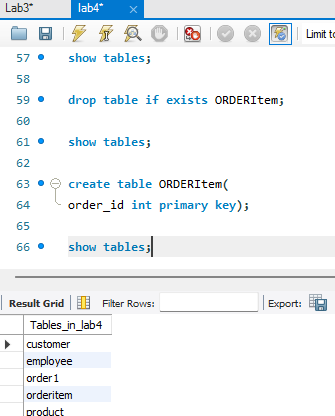 Lab3*
lab4*
Limit to
57 show tables;
58
59 drop table if exists ORDERItem;
60
61 show tables;
62
63 create table ORDERItem(
64 order_id int primary key);
65
66 show tables;
Result Grid Filter Rows: Export:
Tables_in_lab4
customer
employee
order1
orderitem
product